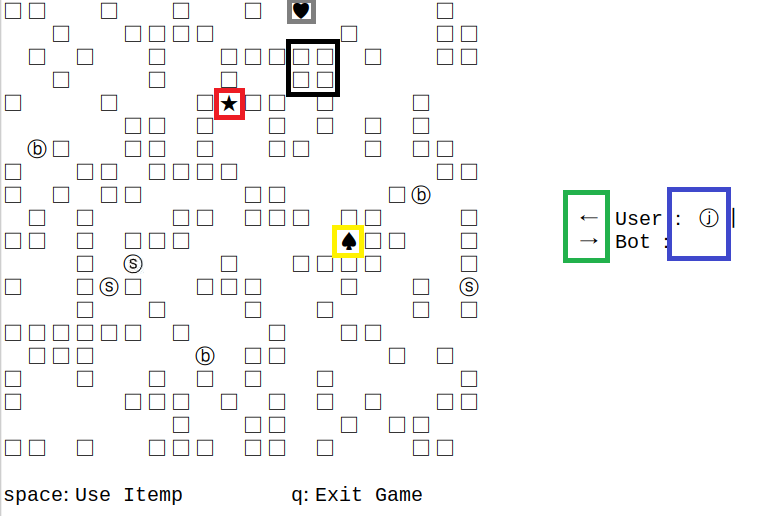 ⓑ
ⓑ
ⓢ
ⓢ ⓢ
ⓑ
← User : ⓙ |
→ Bot :
space: Use Itemp q: Exit Game